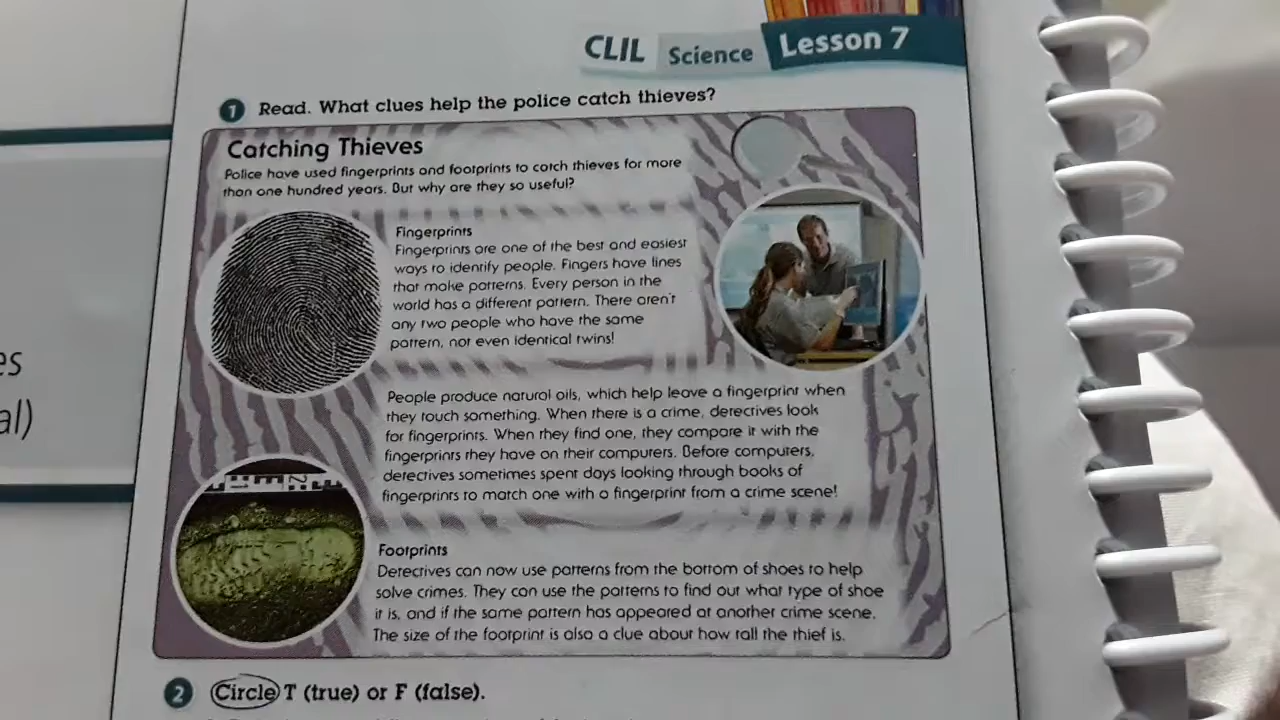 CLIL Science Lesson 7
1 Read. What clues help the police catch thieves?
Catching Thieves
Police have used fingerprints and footprints to catch thieves for more
than one hundred years. But why are they so useful?
Fingerprints
Fingerprints are one of the best and easiest
ways to identify people. Fingers have lines
that make patterns. Every person in the
world has a different pattern. There aren't
any two people who have the same
pattern, not even identical twins!
People produce natural oils, which help leave a fingerprint when
they touch something. When there is a crime, detectives look
for fingerprints. When they find one, they compare it with the
fingerprints they have on their computers. Before computers,
detectives sometimes spent days looking through books of
fingerprints to match one with a fingerprint from a crime scene!
Footprints
Detectives can now use patterns from the bottom of shoes to help
solve crimes. They can use the patterns to find out what type of shoe
it is, and if the same pattern has appeared at another crime scene.
The size of the footprint is also a clue about how tall the thief is.
2 Circle T (true) or F (false).
es
al)